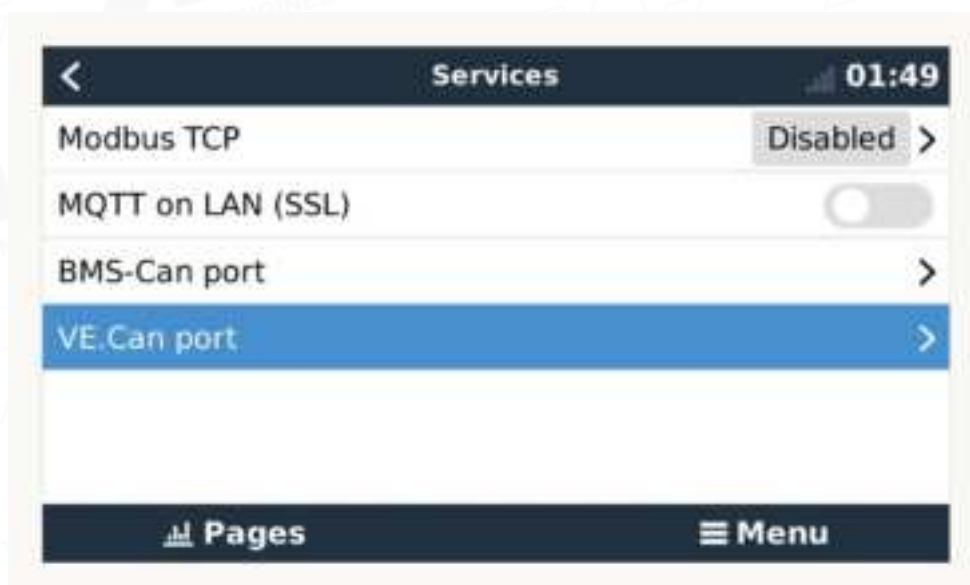 Services 01:49
Modbus TCP Disabled
MQTT on LAN (SSL)
BMS-Can port
VE.Can port
Pages Menu